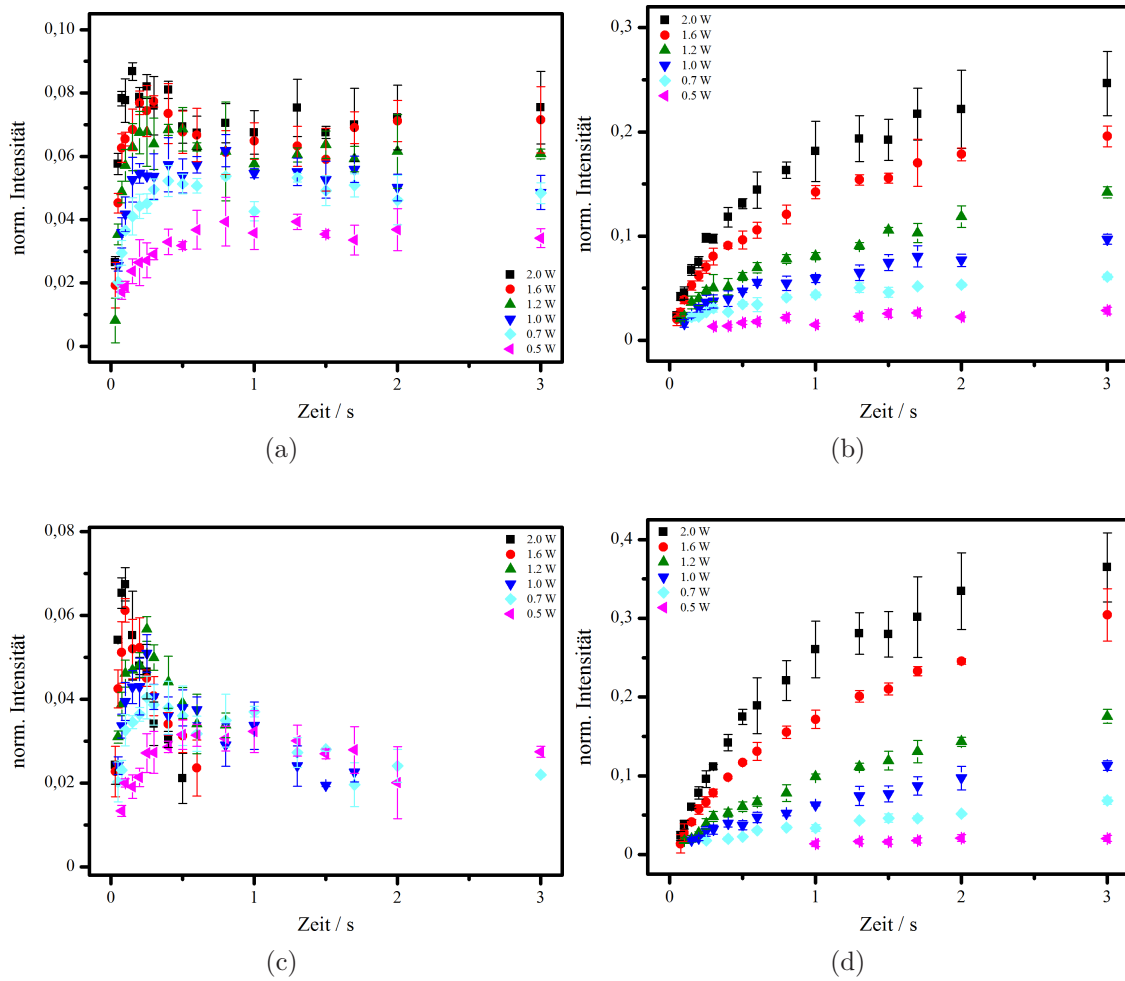 0,10
0,08
0,06
0,04
0,02
0
norm. Intensität
2.0 W
1.6 W
1.2 W
1.0 W
0.7 W
0.5 W
0 1 2 3
Zeit / s
(a)
0,3
0,2
0,1
0
norm. Intensität
2.0 W
1.6 W
1.2 W
1.0 W
0.7 W
0.5 W
0 1 2 3
Zeit / s
(b)
0,08
0,06
0,04
0,02
0
norm. Intensität
2.0 W
1.6 W
1.2 W
1.0 W
0.7 W
0.5 W
0 1 2 3
Zeit / s
(c)
0,4
0,3
0,2
0,1
0
norm. Intensität
2.0 W
1.6 W
1.2 W
1.0 W
0.7 W
0.5 W
0 1 2 3
Zeit / s
(d)